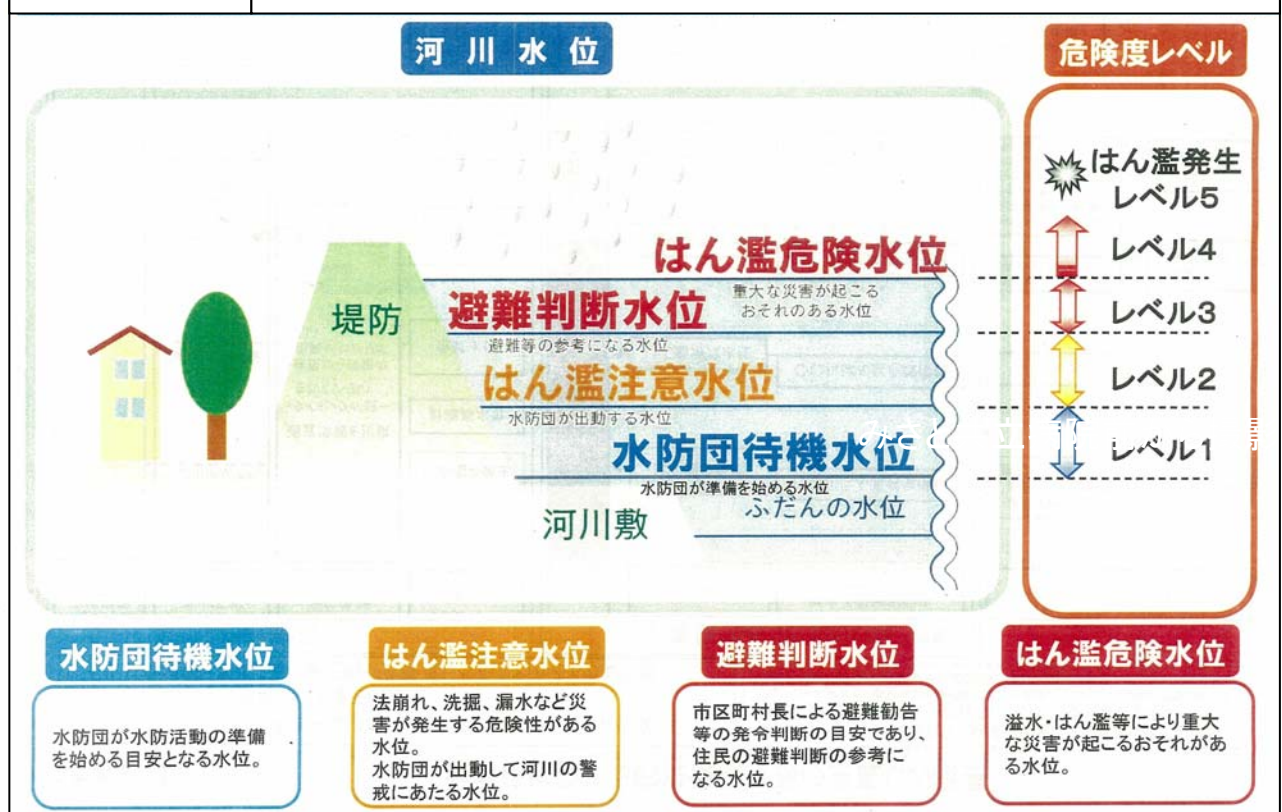 河川水位
危険度レベル
はん濫発生
レベル5
はん濫危険水位
レベル4
重大な災害が起こる
おそれのある水位
避難判断水位
レベル3
堤防
避難等の参考になる水位
はん濫注意水位
レベル2
水防団が出動する水位
水防団待機水位
レベル1
水防団が準備を始める水位
ふだんの水位
河川敷
水防団待機水位
水防団が水防活動の準備
を始める目安となる水位。
はん濫注意水位
法崩れ、洗掘、漏水など災
害が発生する危険性がある
水位。
水防団が出動して河川の警
戒にあたる水位。
避難判断水位
市区町村長による避難勧告
等の発令判断の目安であり、
住民の避難判断の参考に
なる水位。
はん濫危険水位
溢水・はん濫等により重大
な災害が起こるおそれがあ
る水位。